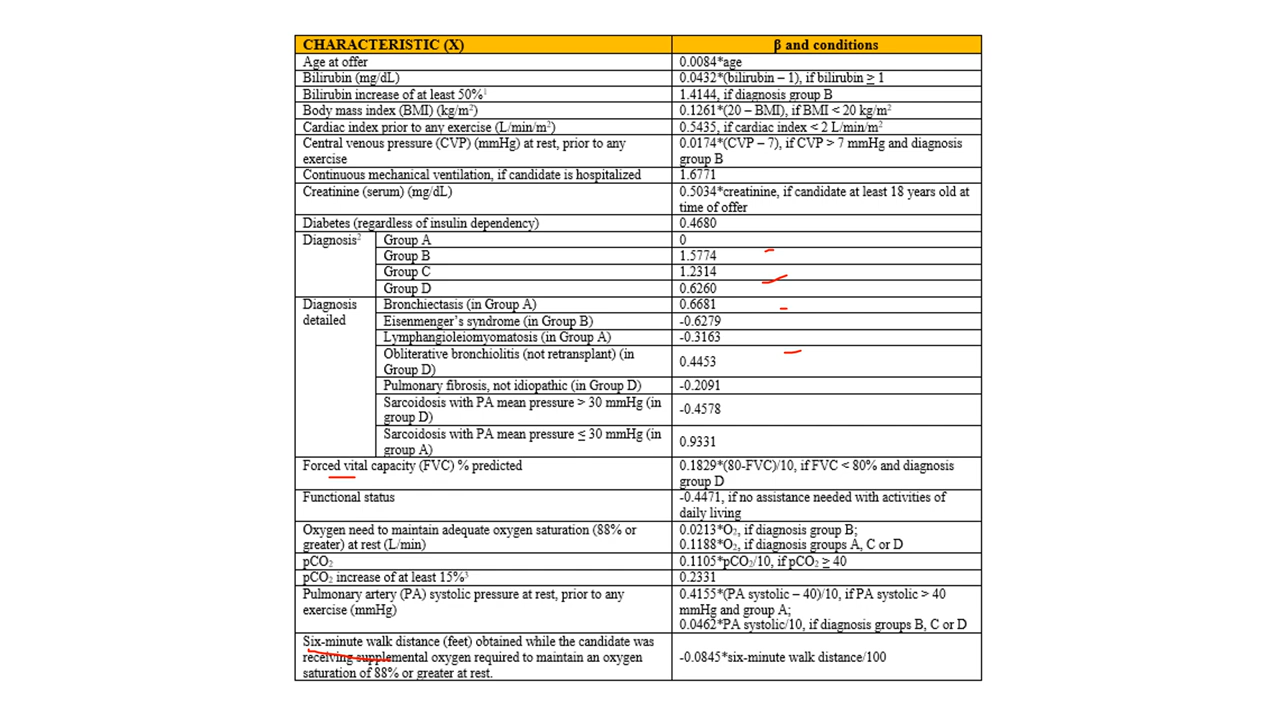 CHARACTERISTIC (X) β and conditions
Age at offer 0.0084*age
Bilirubin (mg/dL) 0.0432*(bilirubin – 1), if bilirubin ≥ 1
Bilirubin increase of at least 50%¹ 1.4144, if diagnosis group B
Body mass index (BMI) (kg/m²) 0.1261*(20 – BMI), if BMI < 20 kg/m²
Cardiac index prior to any exercise (L/min/m²) 0.5435, if cardiac index < 2 L/min/m²
Central venous pressure (CVP) (mmHg) at rest, prior to any 0.0174*(CVP – 7), if CVP > 7 mmHg and diagnosis
exercise group B
Continuous mechanical ventilation, if candidate is hospitalized 1.6771
Creatinine (serum) (mg/dL) 0.5034*creatinine, if candidate at least 18 years old at
time of offer
Diabetes (regardless of insulin dependency) 0.4680
Diagnosis² Group A 0
Group B 1.5774
Group C 1.2314
Group D 0.6260
Diagnosis Bronchiectasis (in Group A) 0.6681
detailed Eisenmenger's syndrome (in Group B) -0.6279
Lymphangioleiomyomatosis (in Group A) -0.3163
Obliterative bronchiolitis (not retransplant) (in
Group D) 0.4453
Pulmonary fibrosis, not idiopathic (in Group D) -0.2091
Sarcoidosis with PA mean pressure > 30 mmHg (in
group D) -0.4578
Sarcoidosis with PA mean pressure ≤ 30 mmHg (in
group A) 0.9331
Forced vital capacity (FVC) % predicted 0.1829*(80-FVC)/10, if FVC < 80% and diagnosis
group D
Functional status -0.4471, if no assistance needed with activities of
daily living
Oxygen need to maintain adequate oxygen saturation (88% or 0.0213*O₂, if diagnosis group B;
greater) at rest (L/min) 0.1188*O₂, if diagnosis groups A, C or D
pCO₂ 0.1105*pCO₂/10, if pCO₂ ≥ 40
pCO₂ increase of at least 15%³ 0.2331
Pulmonary artery (PA) systolic pressure at rest, prior to any 0.4155*(PA systolic – 40)/10, if PA systolic > 40
exercise (mmHg) mmHg and group A;
0.0462*PA systolic/10, if diagnosis groups B, C or D
Six-minute walk distance (feet) obtained while the candidate was
receiving supplemental oxygen required to maintain an oxygen -0.0845*six-minute walk distance/100
saturation of 88% or greater at rest.